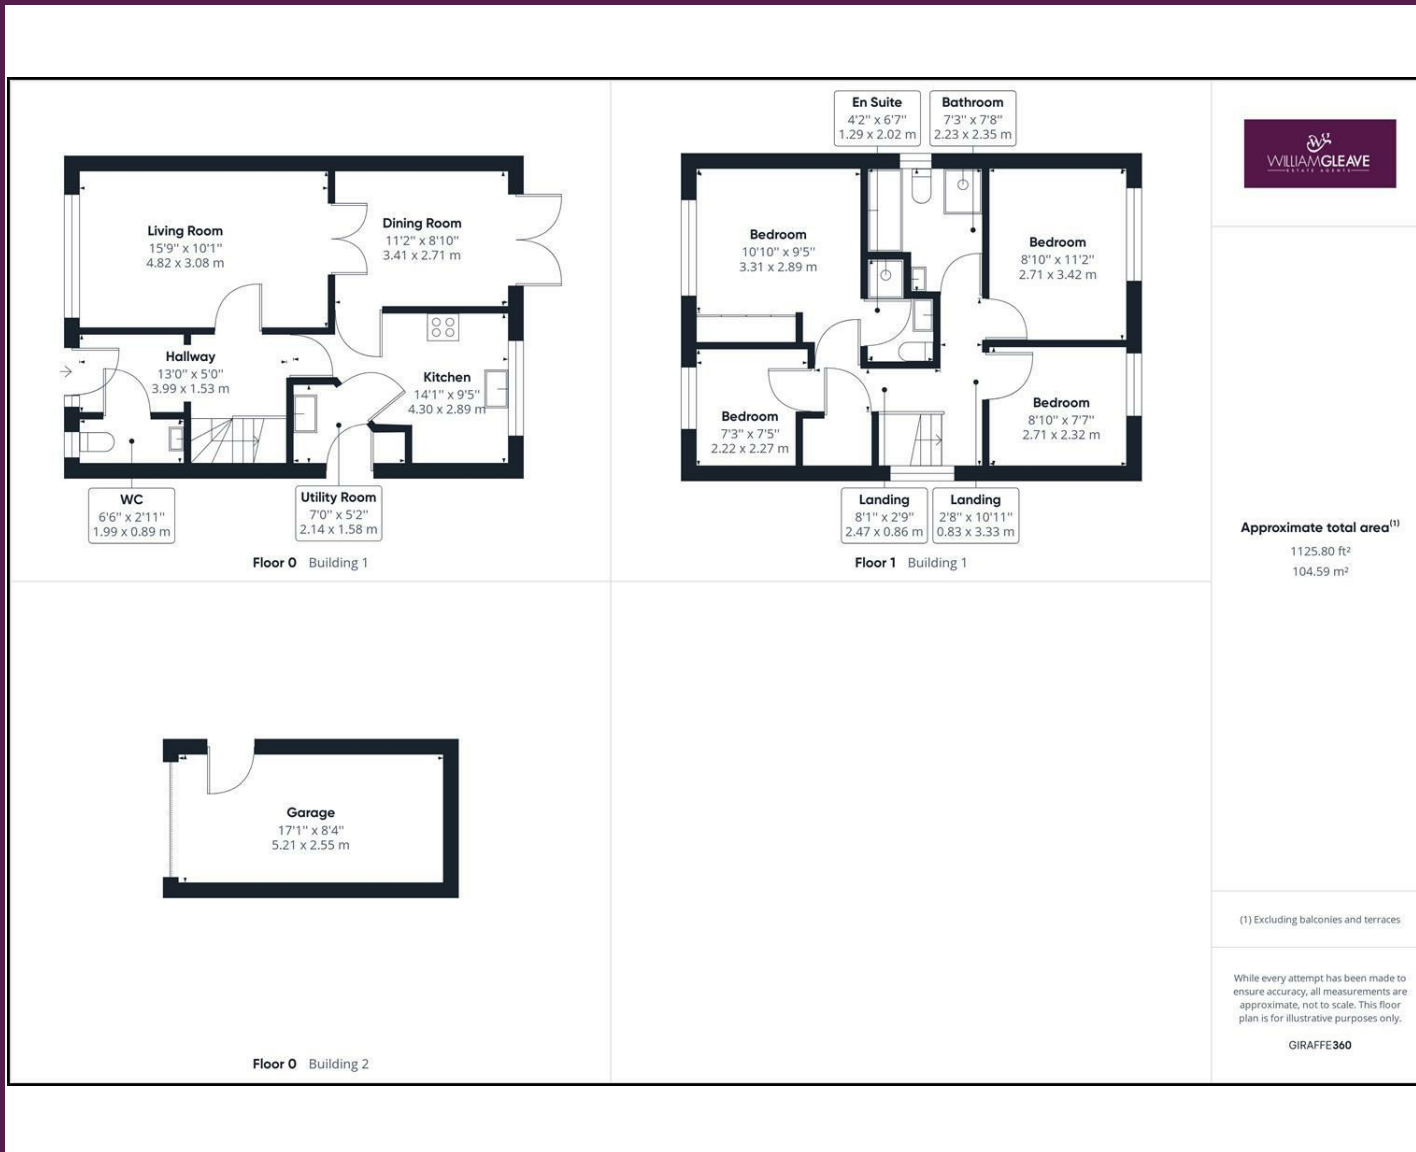 Living Room
15'9" x 10'1"
4.82 x 3.08 m
Dining Room
11'2" x 8'10"
3.41 x 2.71 m
Hallway
13'0" x 5'0"
3.99 x 1.53 m
Kitchen
14'1" x 9'5"
4.30 x 2.89 m
WC
6'6" x 2'11"
1.99 x 0.89 m
Utility Room
7'0" x 5'2"
2.14 x 1.58 m
Floor 0 Building 1
En Suite
4'2" x 6'7"
1.29 x 2.02 m
Bathroom
7'3" x 7'8"
2.23 x 2.35 m
Bedroom
10'10" x 9'5"
3.31 x 2.89 m
Bedroom
8'10" x 11'2"
2.71 x 3.42 m
Bedroom
7'3" x 7'5"
2.22 x 2.27 m
Bedroom
8'10" x 7'7"
2.71 x 2.32 m
Landing
8'1" x 2'9"
2.47 x 0.86 m
Landing
2'8" x 10'11"
0.83 x 3.33 m
Floor 1 Building 1
Garage
17'1" x 8'4"
5.21 x 2.55 m
Floor 0 Building 2
WG
WILLIAMGLEAVE
ESTATE AGENTS
Approximate total area(1)
1125.80 ft²
104.59 m²
(1) Excluding balconies and terraces
While every attempt has been made to
ensure accuracy, all measurements are
approximate, not to scale. This floor
plan is for illustrative purposes only.
GIRAFFE360